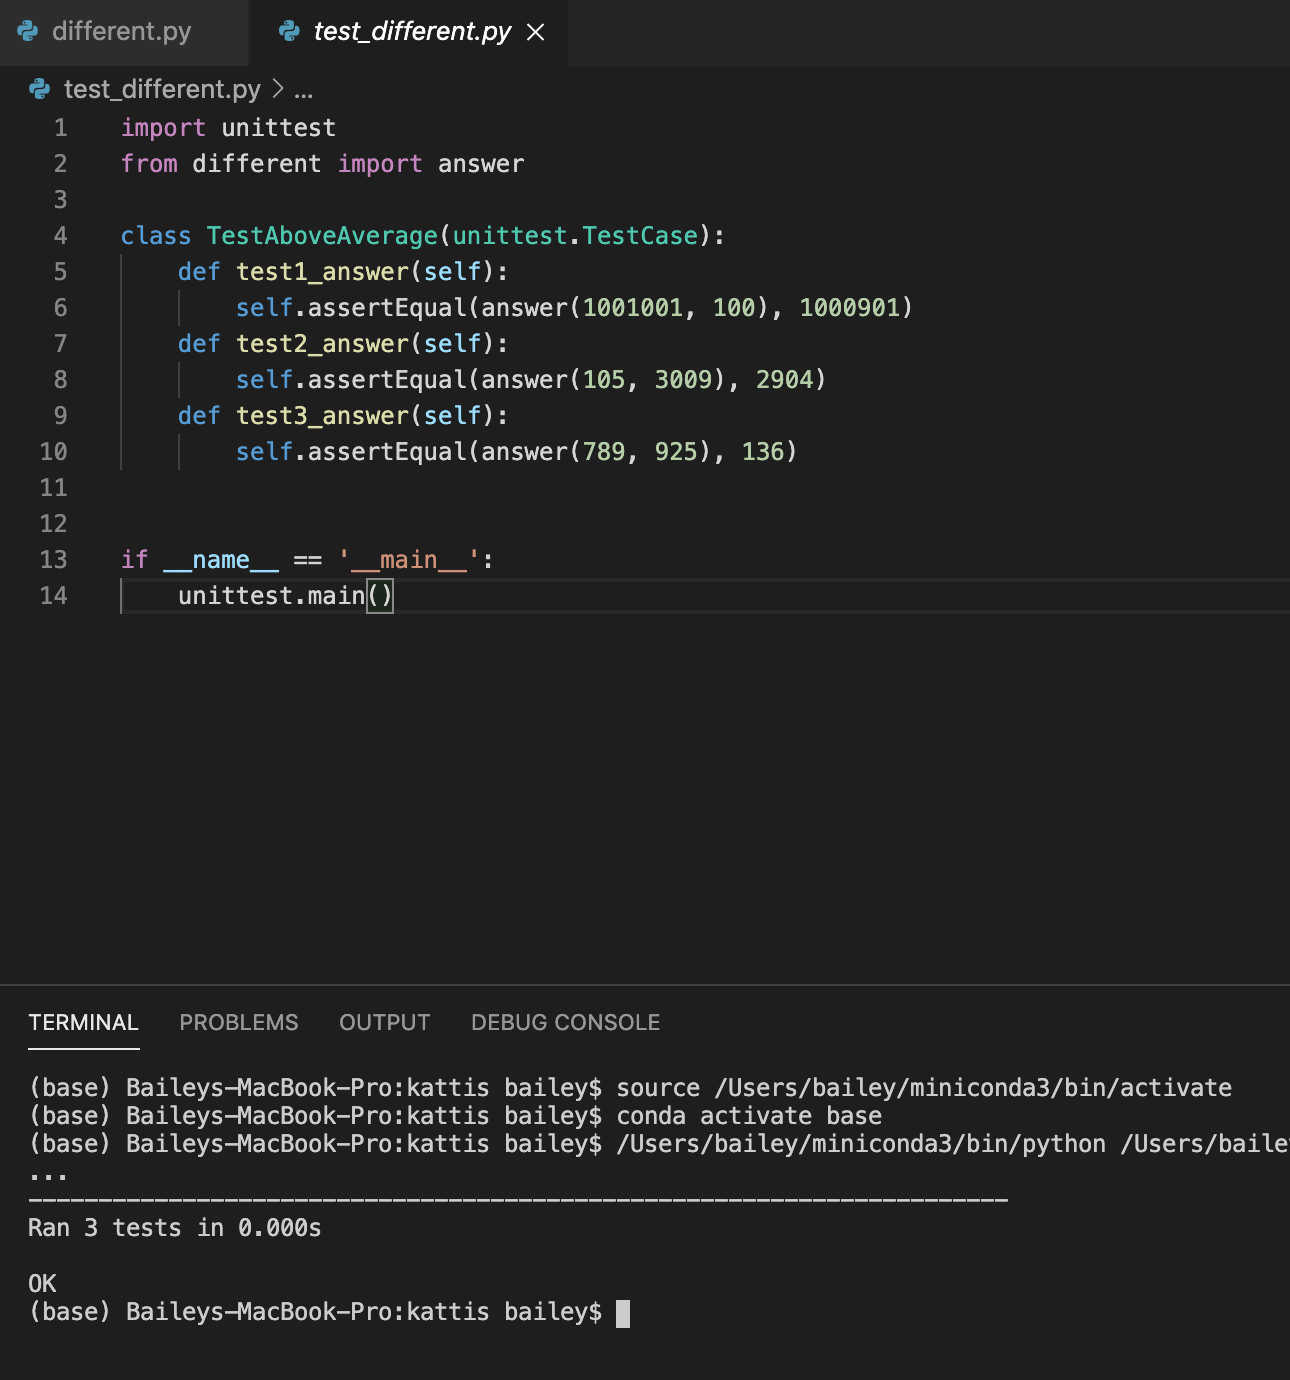 different.py
test_different.py
test_different.py > ...
1 import unittest
2 from different import answer
3
4 class TestAboveAverage(unittest.TestCase):
5     def test1_answer(self):
6         self.assertEqual(answer(1001001, 100), 1000901)
7     def test2_answer(self):
8         self.assertEqual(answer(105, 3009), 2904)
9     def test3_answer(self):
10         self.assertEqual(answer(789, 925), 136)
11
12
13 if __name__ == '__main__':
14     unittest.main()
TERMINAL PROBLEMS OUTPUT DEBUG CONSOLE
(base) Baileys-MacBook-Pro:kattis bailey$ source /Users/bailey/miniconda3/bin/activate
(base) Baileys-MacBook-Pro:kattis bailey$ conda activate base
(base) Baileys-MacBook-Pro:kattis bailey$ /Users/bailey/miniconda3/bin/python /Users/baile
...
----------------------------------------------------------------------
Ran 3 tests in 0.000s

OK
(base) Baileys-MacBook-Pro:kattis bailey$